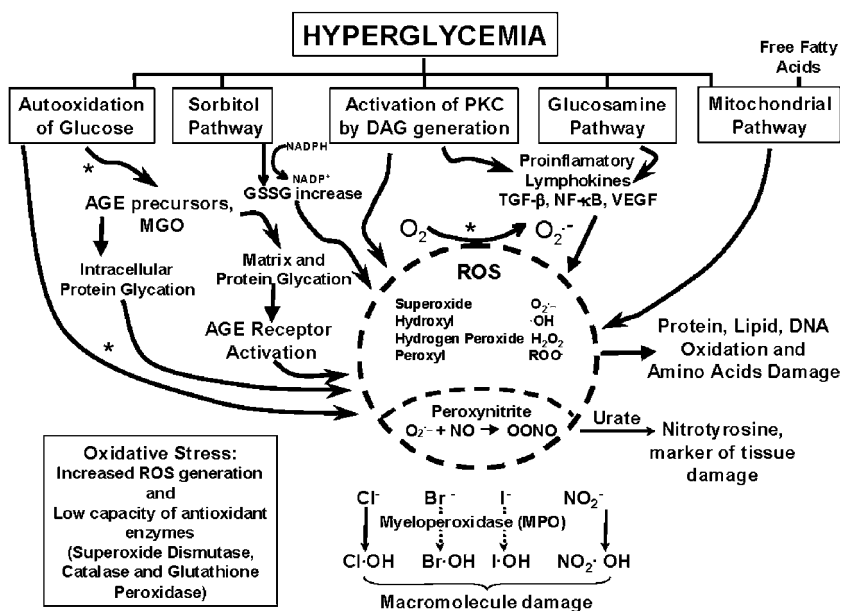 HYPERGLYCEMIA
Free Fatty
Acids
Autooxidation
of Glucose
Sorbitol
Pathway
Activation of PKC
by DAG generation
Glucosamine
Pathway
Mitochondrial
Pathway
*
NADPH
NADP⁺
GSSG increase
Proinflamatory
Lymphokines
TGF-β, NF-κB, VEGF
AGE precursors,
MGO
O₂ * O₂·⁻
Intracellular
Protein Glycation
Matrix and
Protein Glycation
AGE Receptor
Activation
*
ROS
Superoxide O₂·–
Hydroxyl ·OH
Hydrogen Peroxide H₂O₂
Peroxyl ROO·
Protein, Lipid, DNA
Oxidation and
Amino Acids Damage
Peroxynitrite
O₂·– + NO → OONO
Urate
Nitrotyrosine,
marker of tissue
damage
Oxidative Stress:
Increased ROS generation
and
Low capacity of antioxidant
enzymes
(Superoxide Dismutase,
Catalase and Glutathione
Peroxidase)
Cl⁻ Br⁻ I⁻ NO₂⁻
Myeloperoxidase (MPO)
Cl·OH Br·OH I·OH NO₂· OH
Macromolecule damage